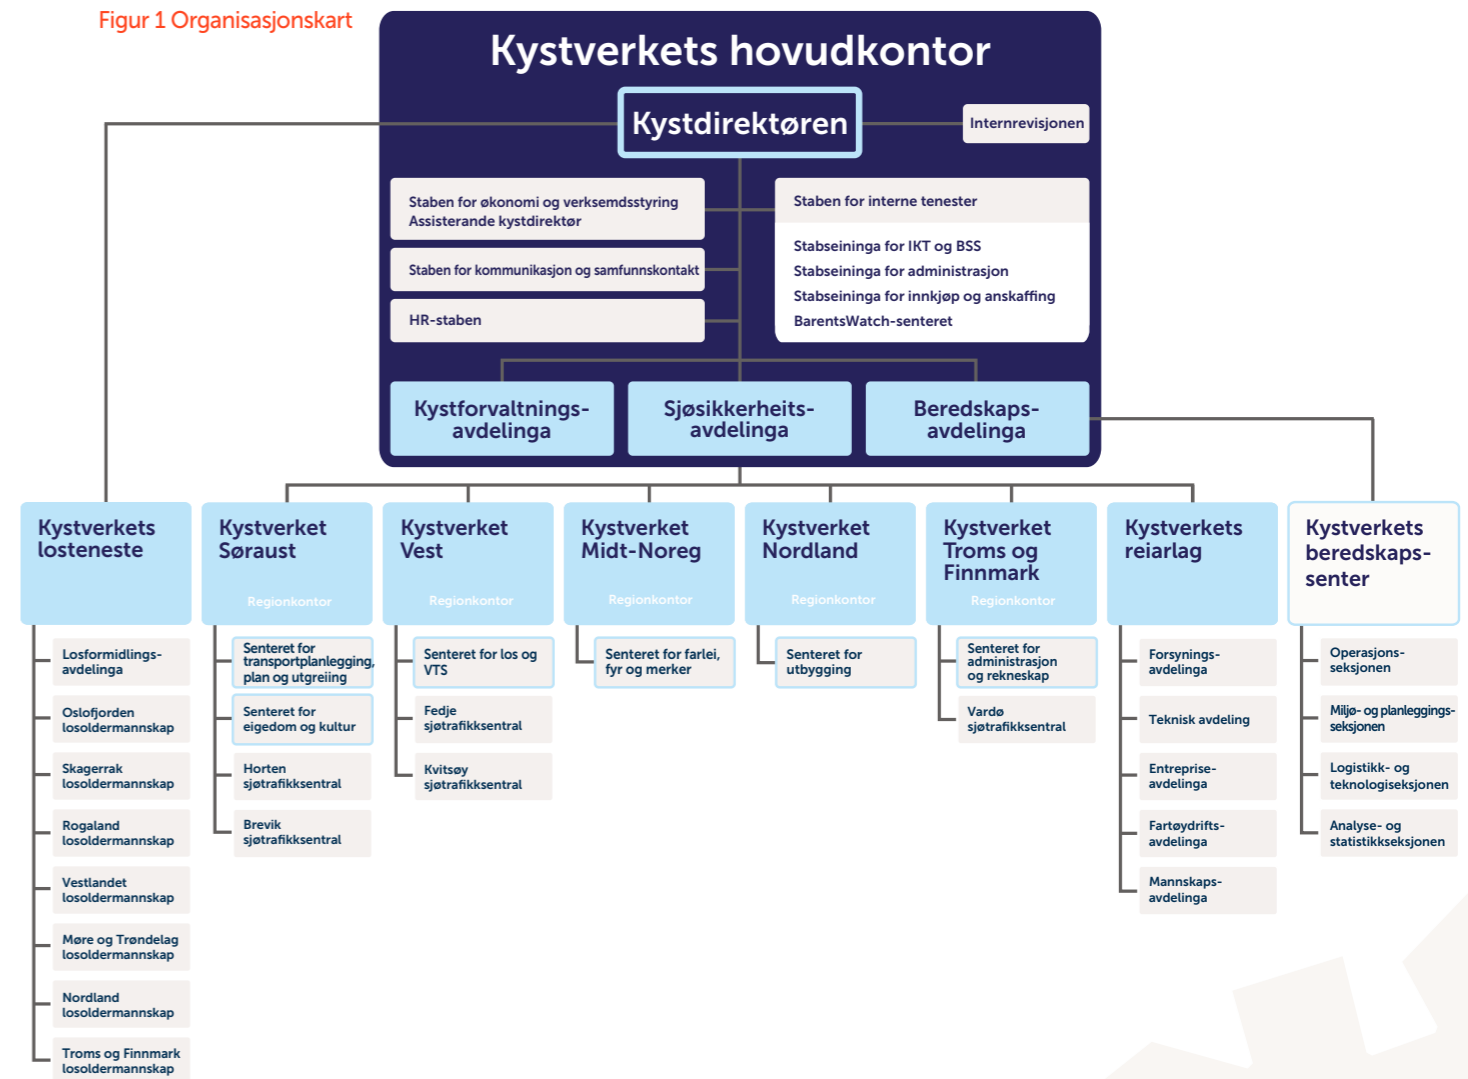 Figur 1 Organisasjonskart
Kystverkets hovudkontor
Kystdirektøren
Internrevisjonen
Staben for økonomi og verksemdsstyring
Assisterande kystdirektør
Staben for kommunikasjon og samfunnskontakt
HR-staben
Staben for interne tenester
Stabseininga for IKT og BSS
Stabseininga for administrasjon
Stabseininga for innkjøp og anskaffing
BarentsWatch-senteret
Kystforvaltnings-
avdelinga
Sjøsikkerheits-
avdelinga
Beredskaps-
avdelinga
Kystverkets
losteneste
Losformidlings-
avdelinga
Oslofjorden
losoldermannskap
Skagerrak
losoldermannskap
Rogaland
losoldermannskap
Vestlandet
losoldermannskap
Møre og Trøndelag
losoldermannskap
Nordland
losoldermannskap
Troms og Finnmark
losoldermannskap
Kystverket
Søraust
Regionkontor
Senteret for
transportplanlegging,
plan og utgreiing
Senteret for
eigedom og kultur
Horten
sjøtrafikksentral
Brevik
sjøtrafikksentral
Kystverket
Vest
Regionkontor
Senteret for los og
VTS
Fedje
sjøtrafikksentral
Kvitsøy
sjøtrafikksentral
Kystverket
Midt-Noreg
Regionkontor
Senteret for farlei,
fyr og merker
Kystverket
Nordland
Regionkontor
Senteret for
utbygging
Kystverket
Troms og
Finnmark
Regionkontor
Senteret for
administrasjon
og rekneskap
Vardø
sjøtrafikksentral
Kystverkets
reiarlag
Forsynings-
avdelinga
Teknisk avdeling
Entreprise-
avdelinga
Fartøydrifts-
avdelinga
Mannskaps-
avdelinga
Kystverkets
beredskaps-
senter
Operasjons-
seksjonen
Miljø- og planleggings-
seksjonen
Logistikk- og
teknologiseksjonen
Analyse- og
statistikkseksjonen